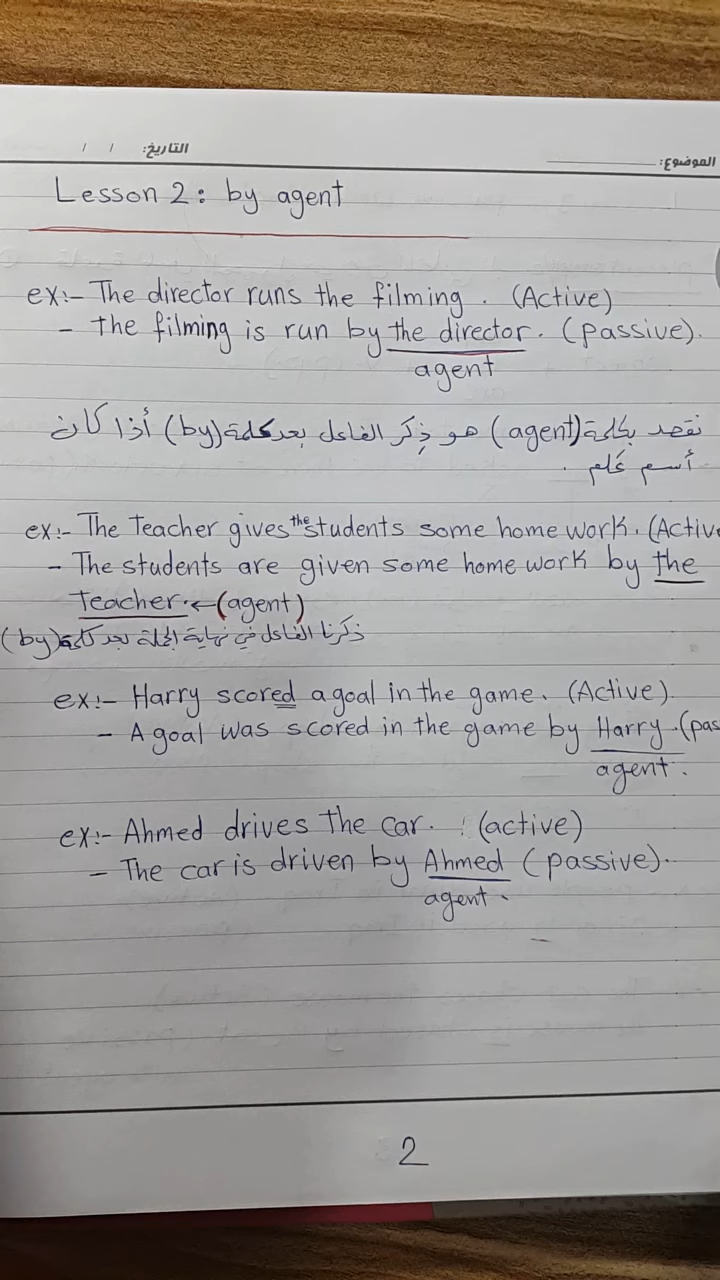 الموضوع: التاريخ: / /
Lesson 2: by agent
ex:- The director runs the filming. (Active)
- the filming is run by the director. (passive).
agent
نقصد بكلمة (agent) هو ذِكر الفاعل بعد كلمة (by) أذا كان
أسم عَلم .
ex:- The Teacher gives the students some home work. (Active
- The students are given some home work by the
Teacher. ← (agent)
ذكرنا الفاعل في نهاية الجملة بعد كلمة (by)
ex:- Harry scored a goal in the game. (Active).
- A goal was scored in the game by Harry. (pas
agent.
ex:- Ahmed drives the car. (active)
- The car is driven by Ahmed (passive).
agent.
2